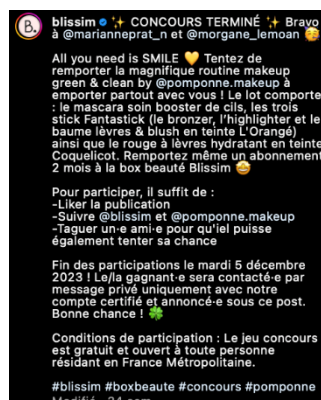 B.
blissim ✨ CONCOURS TERMINÉ ✨ Bravo
à @marianneprat_n et @morgane_lemoan 🥳
All you need is SMILE 💛 Tentez de
remporter la magnifique routine makeup
green & clean by @pomponne.makeup à
emporter partout avec vous ! Le lot comporte
: le mascara soin booster de cils, les trois
stick Fantastick (le bronzer, l’highlighter et le
baume lèvres & blush en teinte L'Orangé)
ainsi que le rouge à lèvres hydratant en teinte
Coquelicot. Remportez même un abonnement
2 mois à la box beauté Blissim 🤩
Pour participer, il suffit de :
-Liker la publication
-Suivre @blissim et @pomponne.makeup
-Taguer un·e ami·e pour qu'iel puisse
également tenter sa chance
Fin des participations le mardi 5 décembre
2023 ! Le/la gagnant·e sera contacté·e par
message privé uniquement avec notre
compte certifié et annoncé·e sous ce post.
Bonne chance ! 🍀
Conditions de participation : Le jeu concours
est gratuit et ouvert à toute personne
résidant en France Métropolitaine.
#blissim #boxbeaute #concours #pomponne